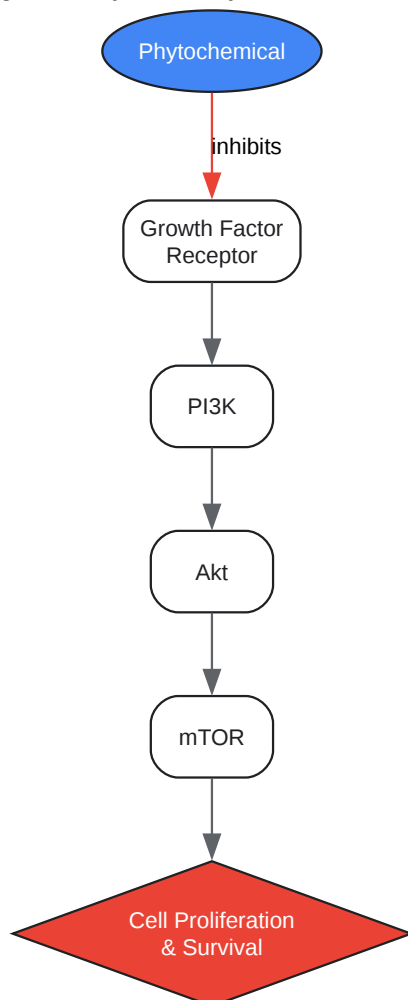 Phytochemical
inhibits
Growth Factor
Receptor
PI3K
Akt
mTOR
Cell Proliferation
& Survival